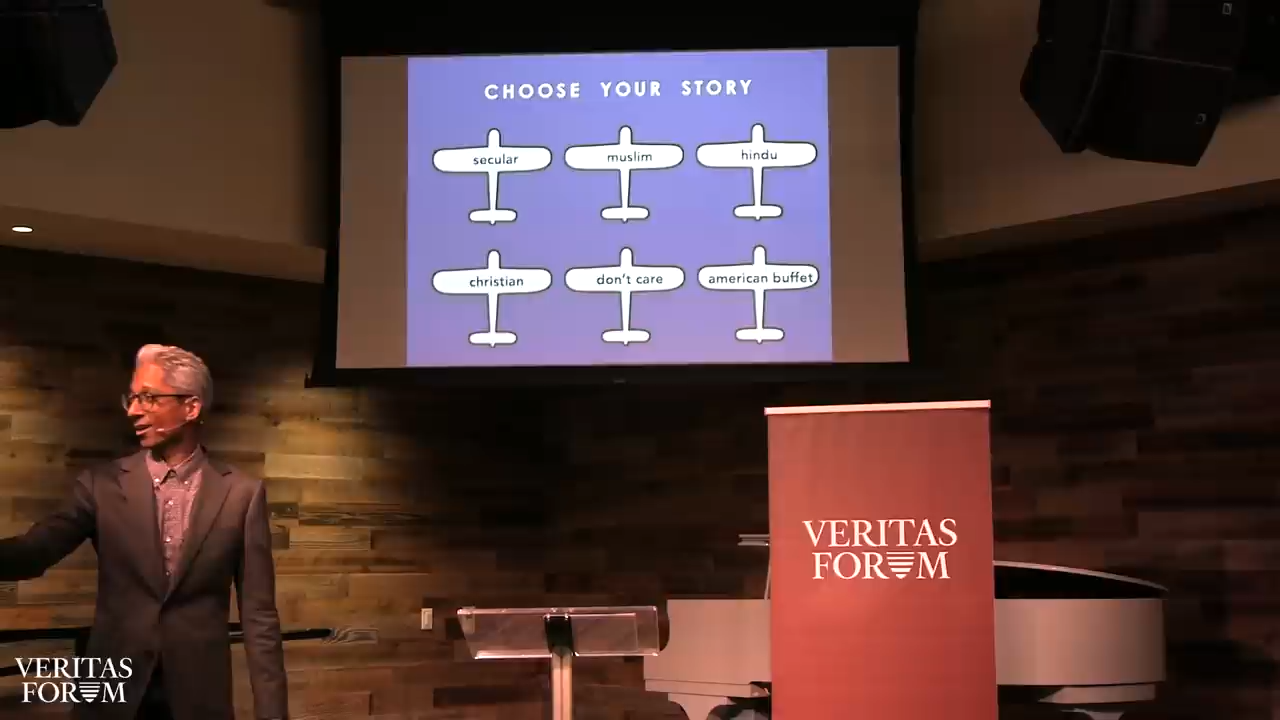 CHOOSE YOUR STORY
secular
muslim
hindu
christian
don't care
american buffet
VERITAS
FORUM
VERITAS
FORUM